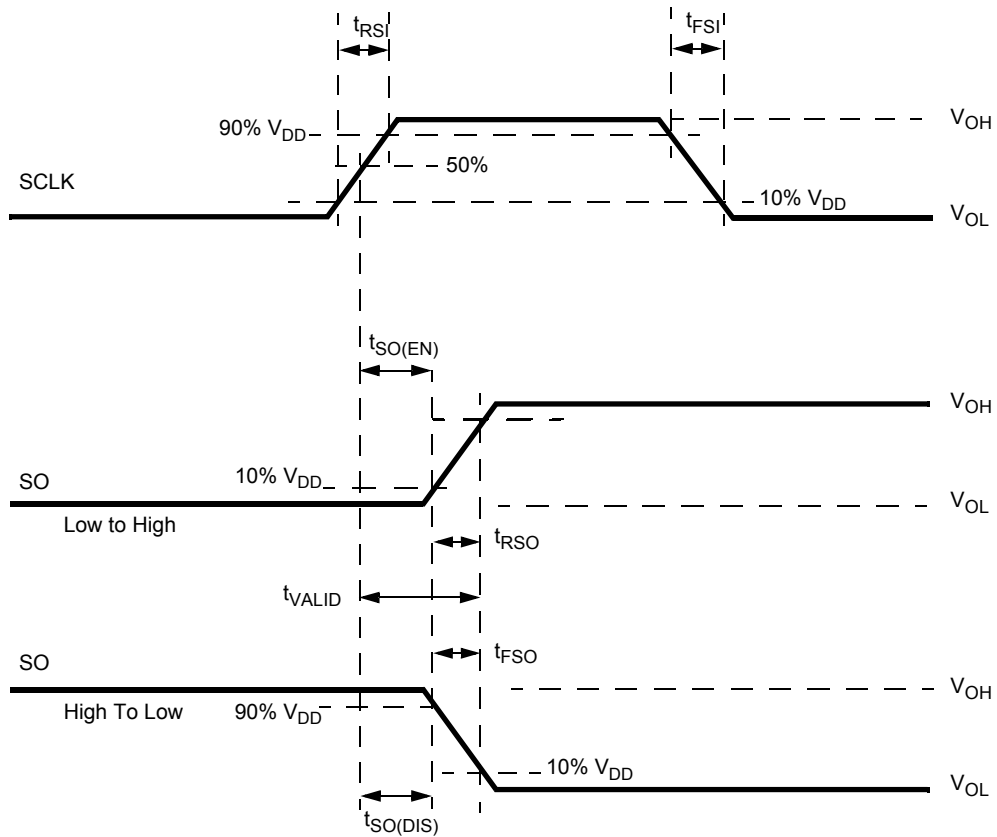 tRSI
tFSI
90% VDD
VOH
50%
SCLK
10% VDD
VOL
tSO(EN)
VOH
SO
10% VDD
VOL
Low to High
tRSO
tVALID
tFSO
SO
VOH
High To Low
90% VDD
10% VDD
VOL
tSO(DIS)